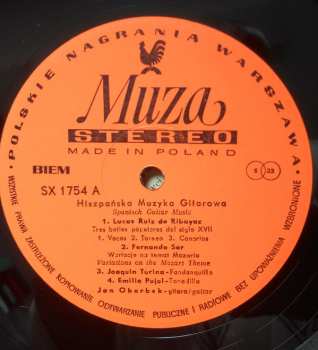 POLSKIE NAGRANIA WARSZAWA
Muza
STEREO
MADE IN POLAND
BIEM
SX 1754 A
S 33
Hiszpańska Muzyka Gitarowa
Spanish Guitar Music
1. Lucas Ruiz de Ribayaz
Tres bailes populares del siglo XVII
1. Vacas 2. Torneo 3. Canarios
2. Fernando Sor
Wariacje na temat Mozarta
Variations on the Mozart Theme
3. Joaquin Turina-Fandanguillo
4. Emilio Pujol-Tonadilla
Jan Oberbek-gitara/guitar
WSZELKIE PRAWA ZASTRZEŻONE KOPIOWANIE ODTWARZANIE PUBLICZNE I RADIOWE BEZ UPOWAŻNIENIA WZBRONIONE